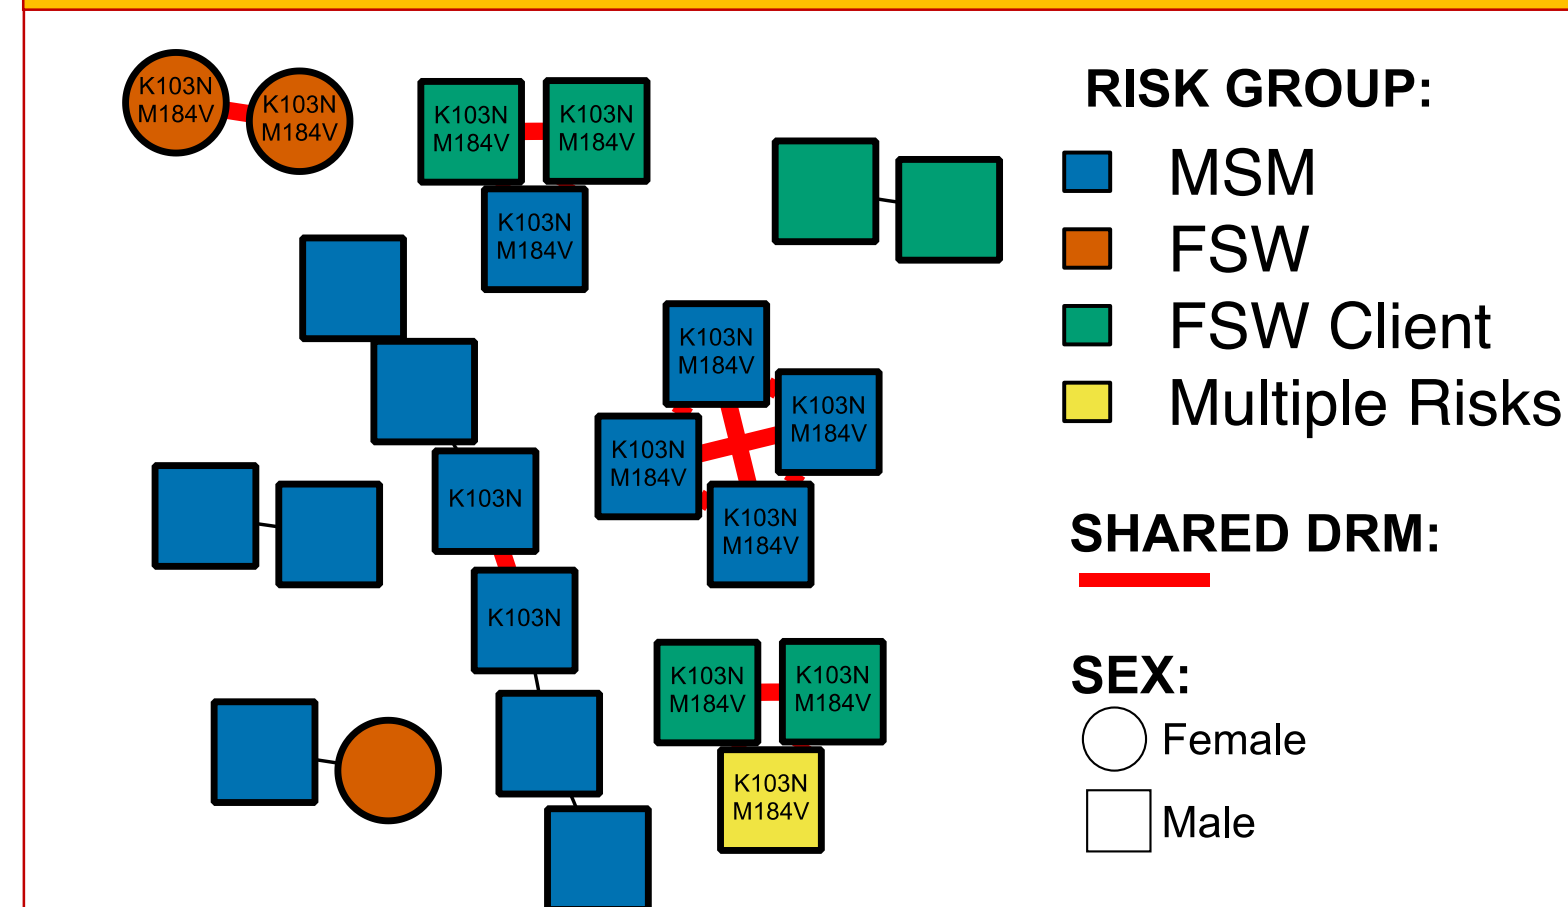 K103N
M184V
K103N
M184V
K103N
M184V
K103N
M184V
K103N
M184V
K103N
M184V
K103N
M184V
K103N
M184V
K103N
M184V
K103N
K103N
K103N
M184V
K103N
M184V
K103N
M184V
RISK GROUP:
MSM
FSW
FSW Client
Multiple Risks
SHARED DRM:
SEX:
Female
Male